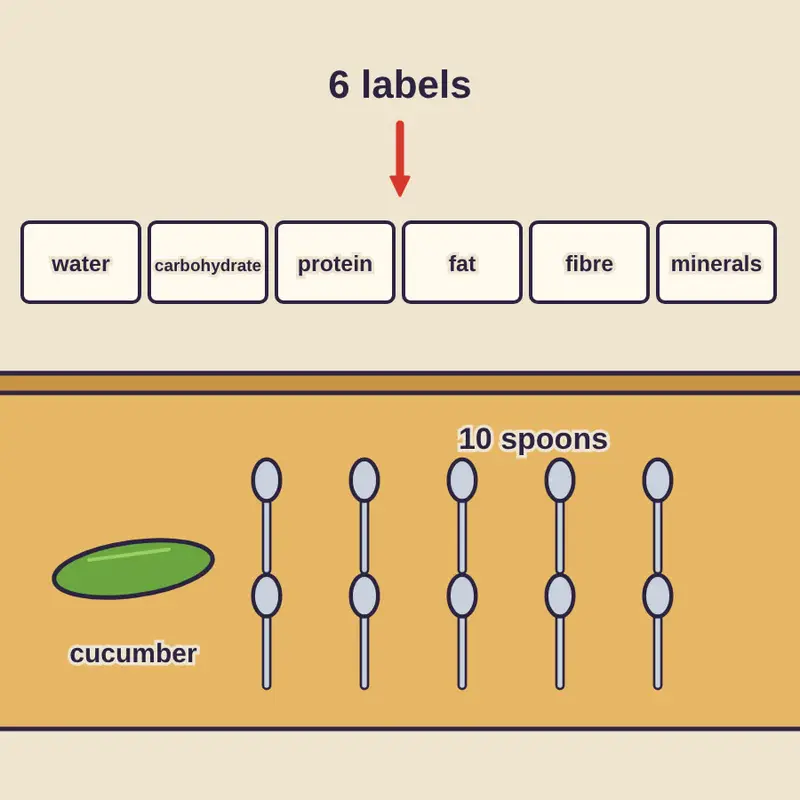 6 labels
water
carbohydrate
protein
fat
fibre
minerals
10 spoons
cucumber